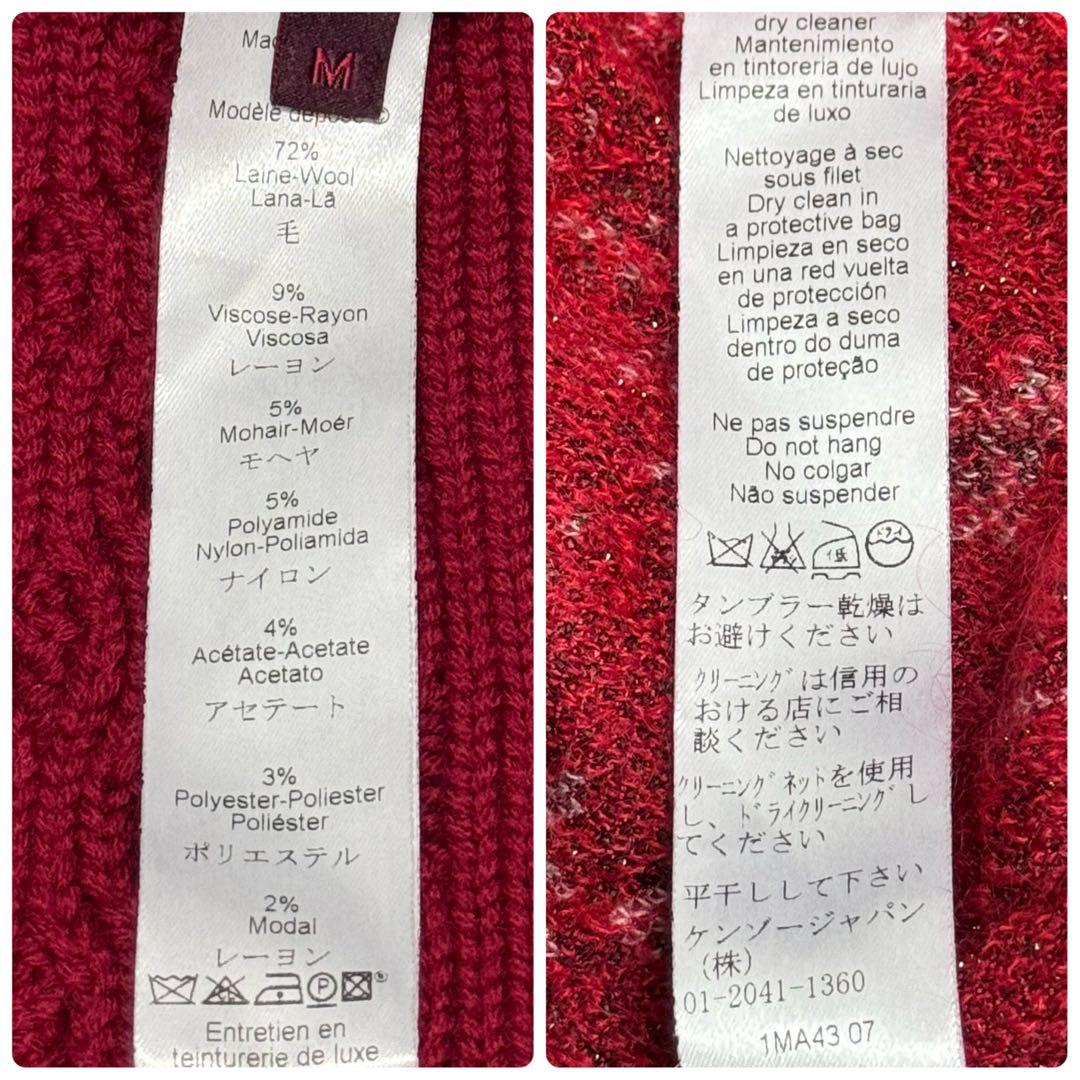 Mad
M
Modèle déposé ©
72%
Laine-Wool
Lana-Lã
毛
9%
Viscose-Rayon
Viscosa
レーヨン
5%
Mohair-Moér
モヘヤ
5%
Polyamide
Nylon-Poliamida
ナイロン
4%
Acétate-Acetate
Acetato
アセテート
3%
Polyester-Poliester
Poliéster
ポリエステル
2%
Modal
レーヨン
P
Entretien en
teinturerie de luxe
dry cleaner
Mantenimiento
en tintoreria de lujo
Limpeza en tinturaria
de luxo
Nettoyage à sec
sous filet
Dry clean in
a protective bag
Limpieza en seco
en una red vuelta
de protección
Limpeza a seco
dentro do duma
de proteção
Ne pas suspendre
Do not hang
No colgar
Não suspender
低 ドライ
タンブラー乾燥は
お避けください
クリーニングは信用の
おける店にご相
談ください
クリーニングネットを使用
し、ドライクリーニングし
てください
平干しして下さい
ケンゾージャパン
(株)
01-2041-1360
1MA43 07